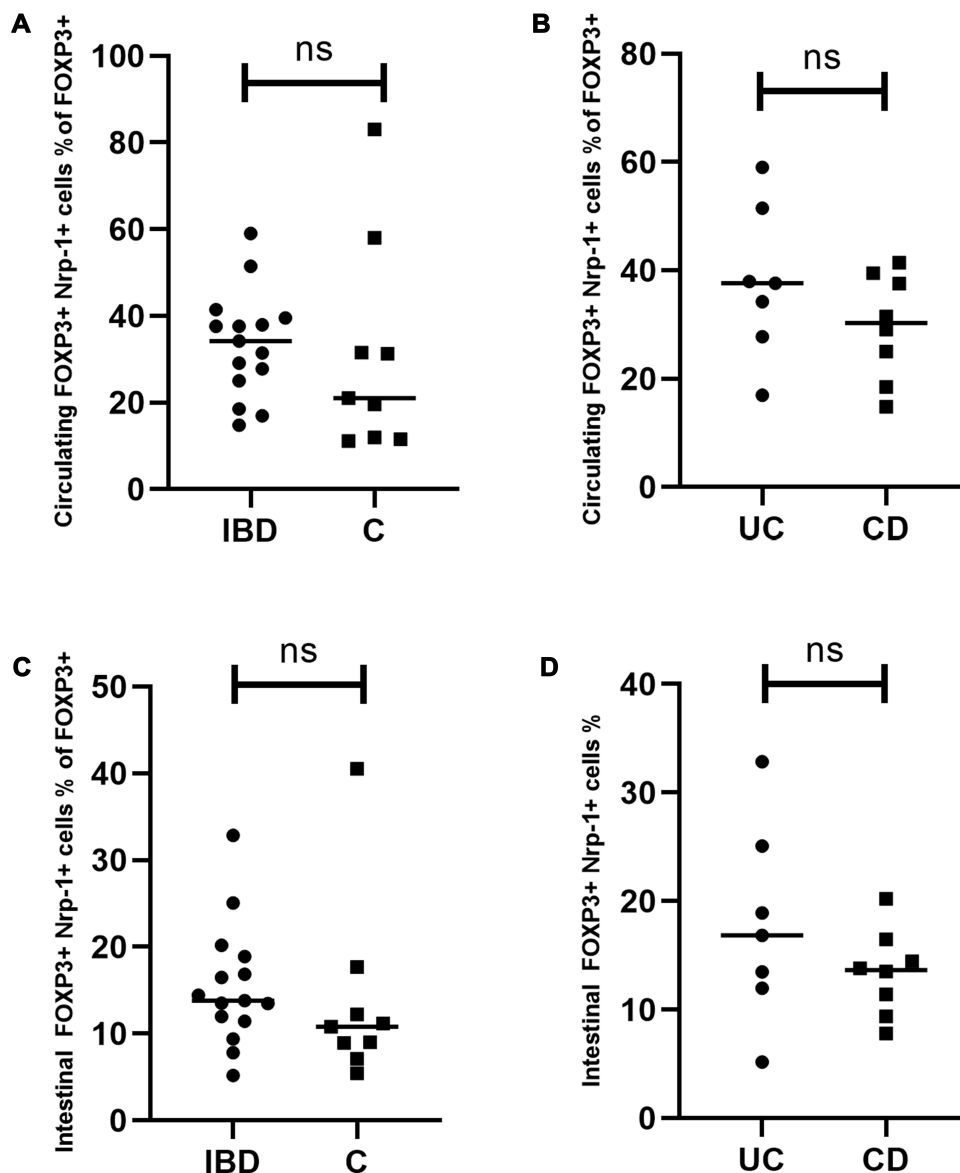 A
Circulating FOXP3+ Nrp-1+ cells % of FOXP3+
ns
100
80
60
40
20
0
IBD C
B
Circulating FOXP3+ Nrp-1+ cells % of FOXP3+
ns
80
60
40
20
0
UC CD
C
Intestinal FOXP3+ Nrp-1+ cells % of FOXP3+
ns
50
40
30
20
10
0
IBD C
D
Intestinal FOXP3+ Nrp-1+ cells %
ns
40
30
20
10
0
UC CD